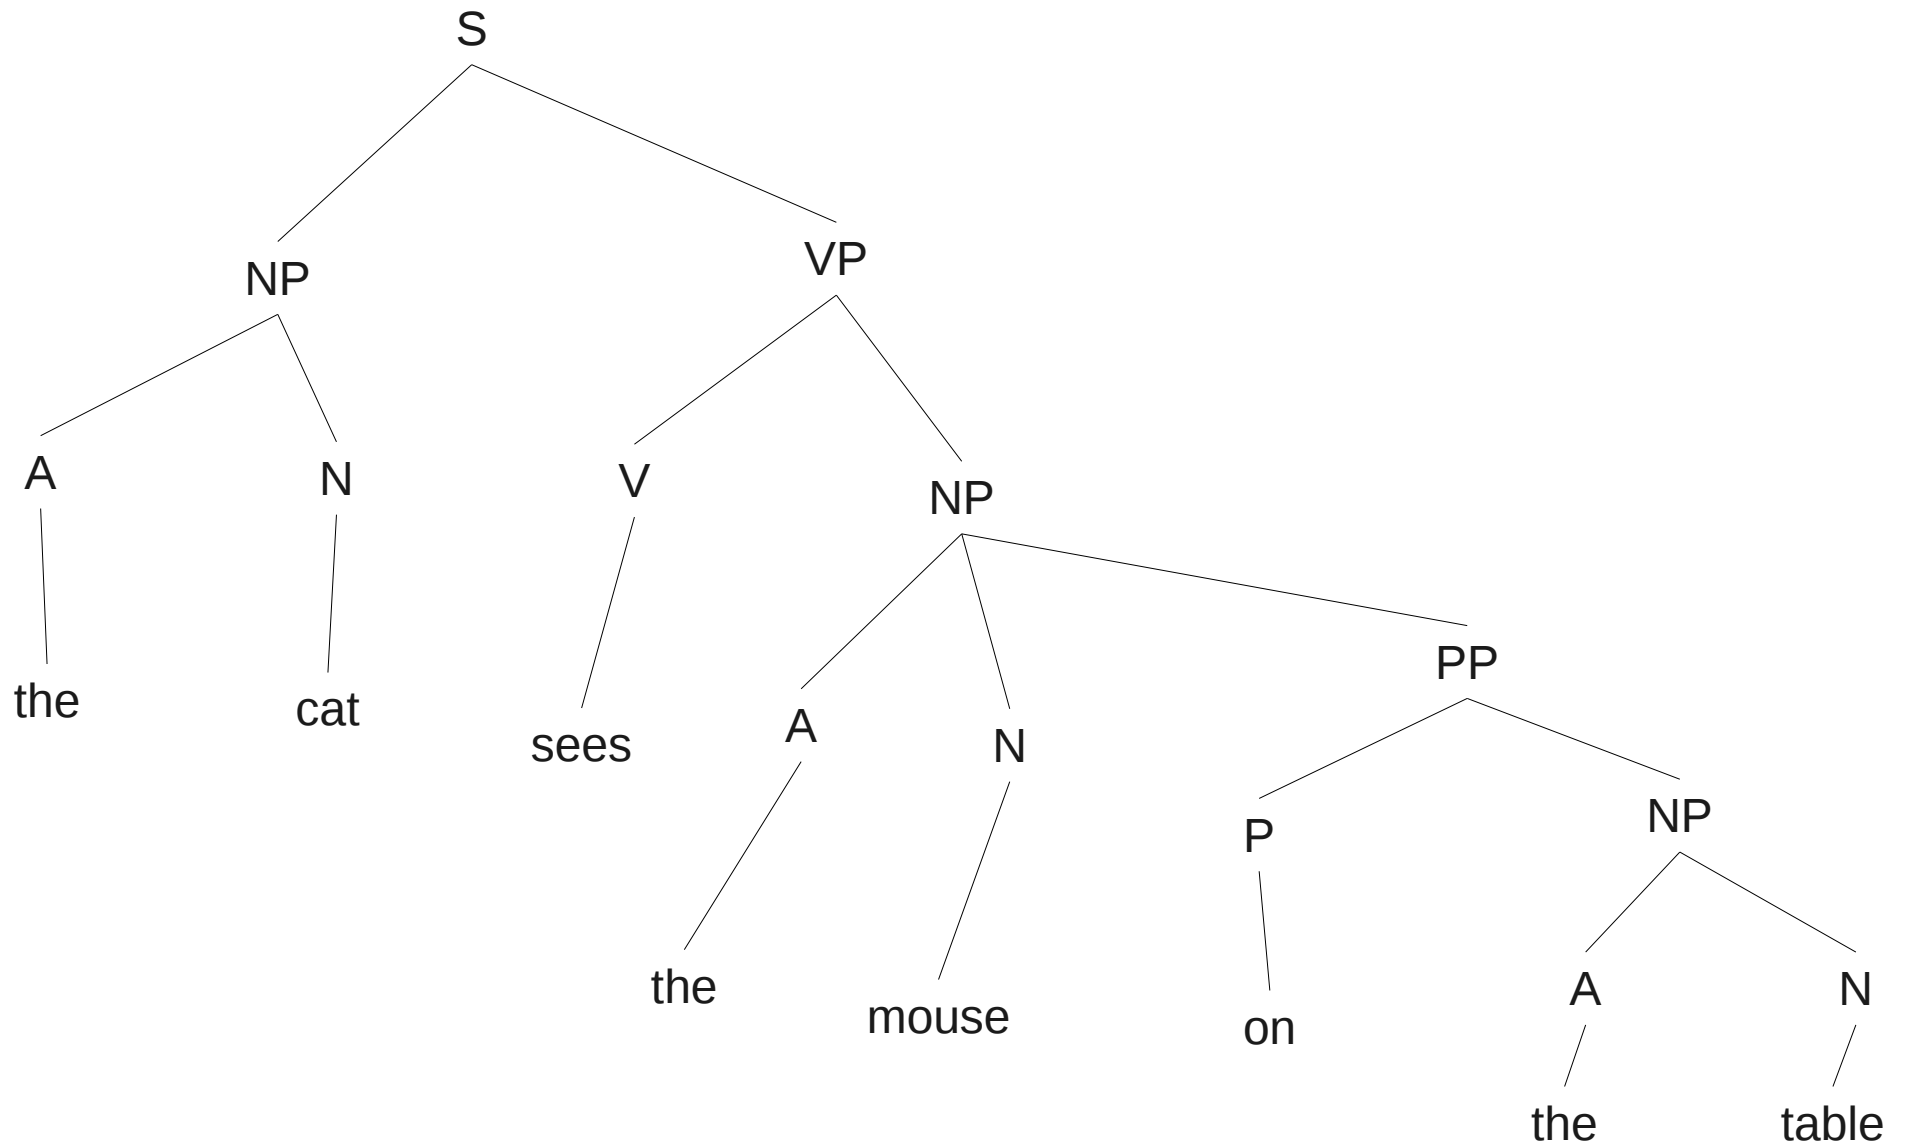 S
NP VP
A N V NP
the cat sees A N PP
the mouse P NP
on A N
the table